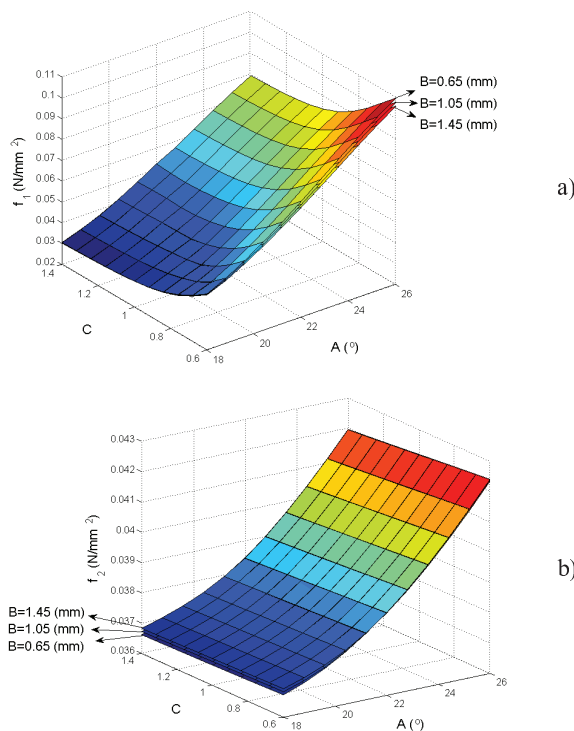 0.11
0.1
0.09
0.08
0.07
0.06
0.05
0.04
0.03
0.02
f 1 (N/mm 2)
1.4
1.2
1
0.8
0.6
C
18
20
22
24
26
A (o)
B=0.65 (mm)
B=1.05 (mm)
B=1.45 (mm)
a)
0.043
0.042
0.041
0.04
0.039
0.038
0.037
0.036
f 2 (N/mm 2)
B=1.45 (mm)
B=1.05 (mm)
B=0.65 (mm)
1.4
1.2
1
0.8
0.6
C
18
20
22
24
26
A (o)
b)